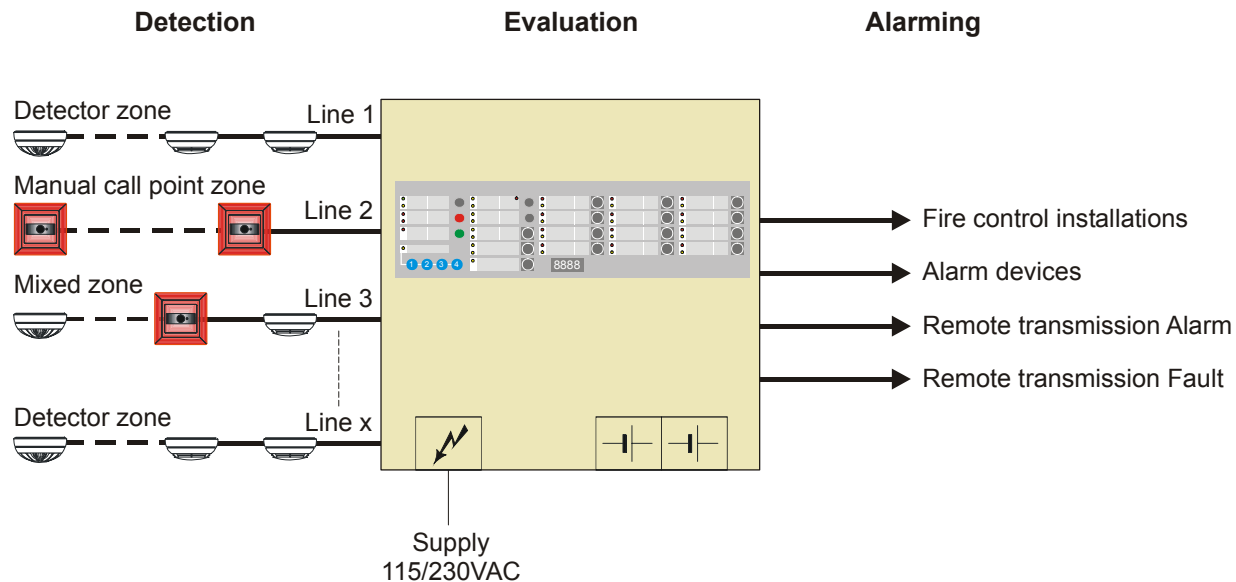 Detection
Evaluation
Alarming
Detector zone
Line 1
Manual call point zone
Line 2
Mixed zone
Line 3
Detector zone
Line x
1 2 3 4
8888
Fire control installations
Alarm devices
Remote transmission Alarm
Remote transmission Fault
Supply
115/230VAC